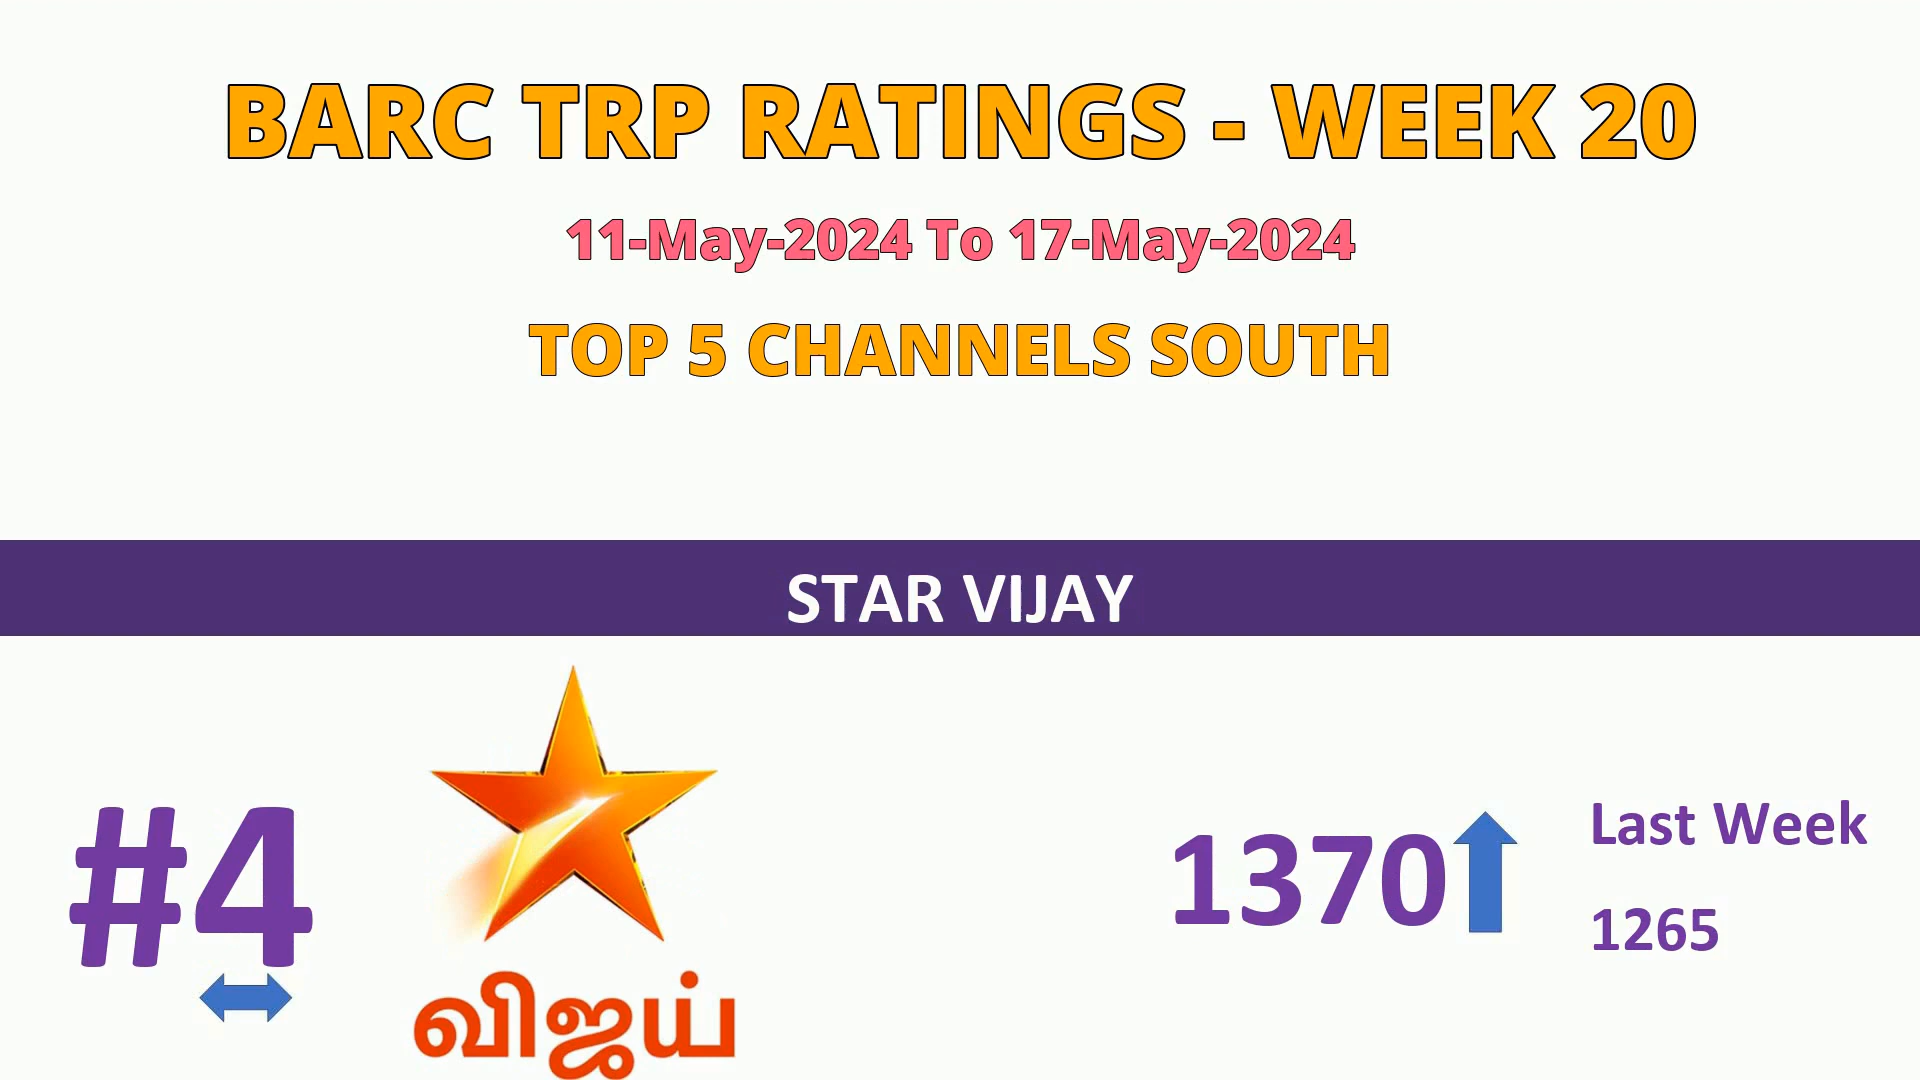 BARC TRP RATINGS - WEEK 20
11-May-2024 To 17-May-2024
TOP 5 CHANNELS SOUTH
STAR VIJAY
#4
விஜய்
1370
Last Week
1265